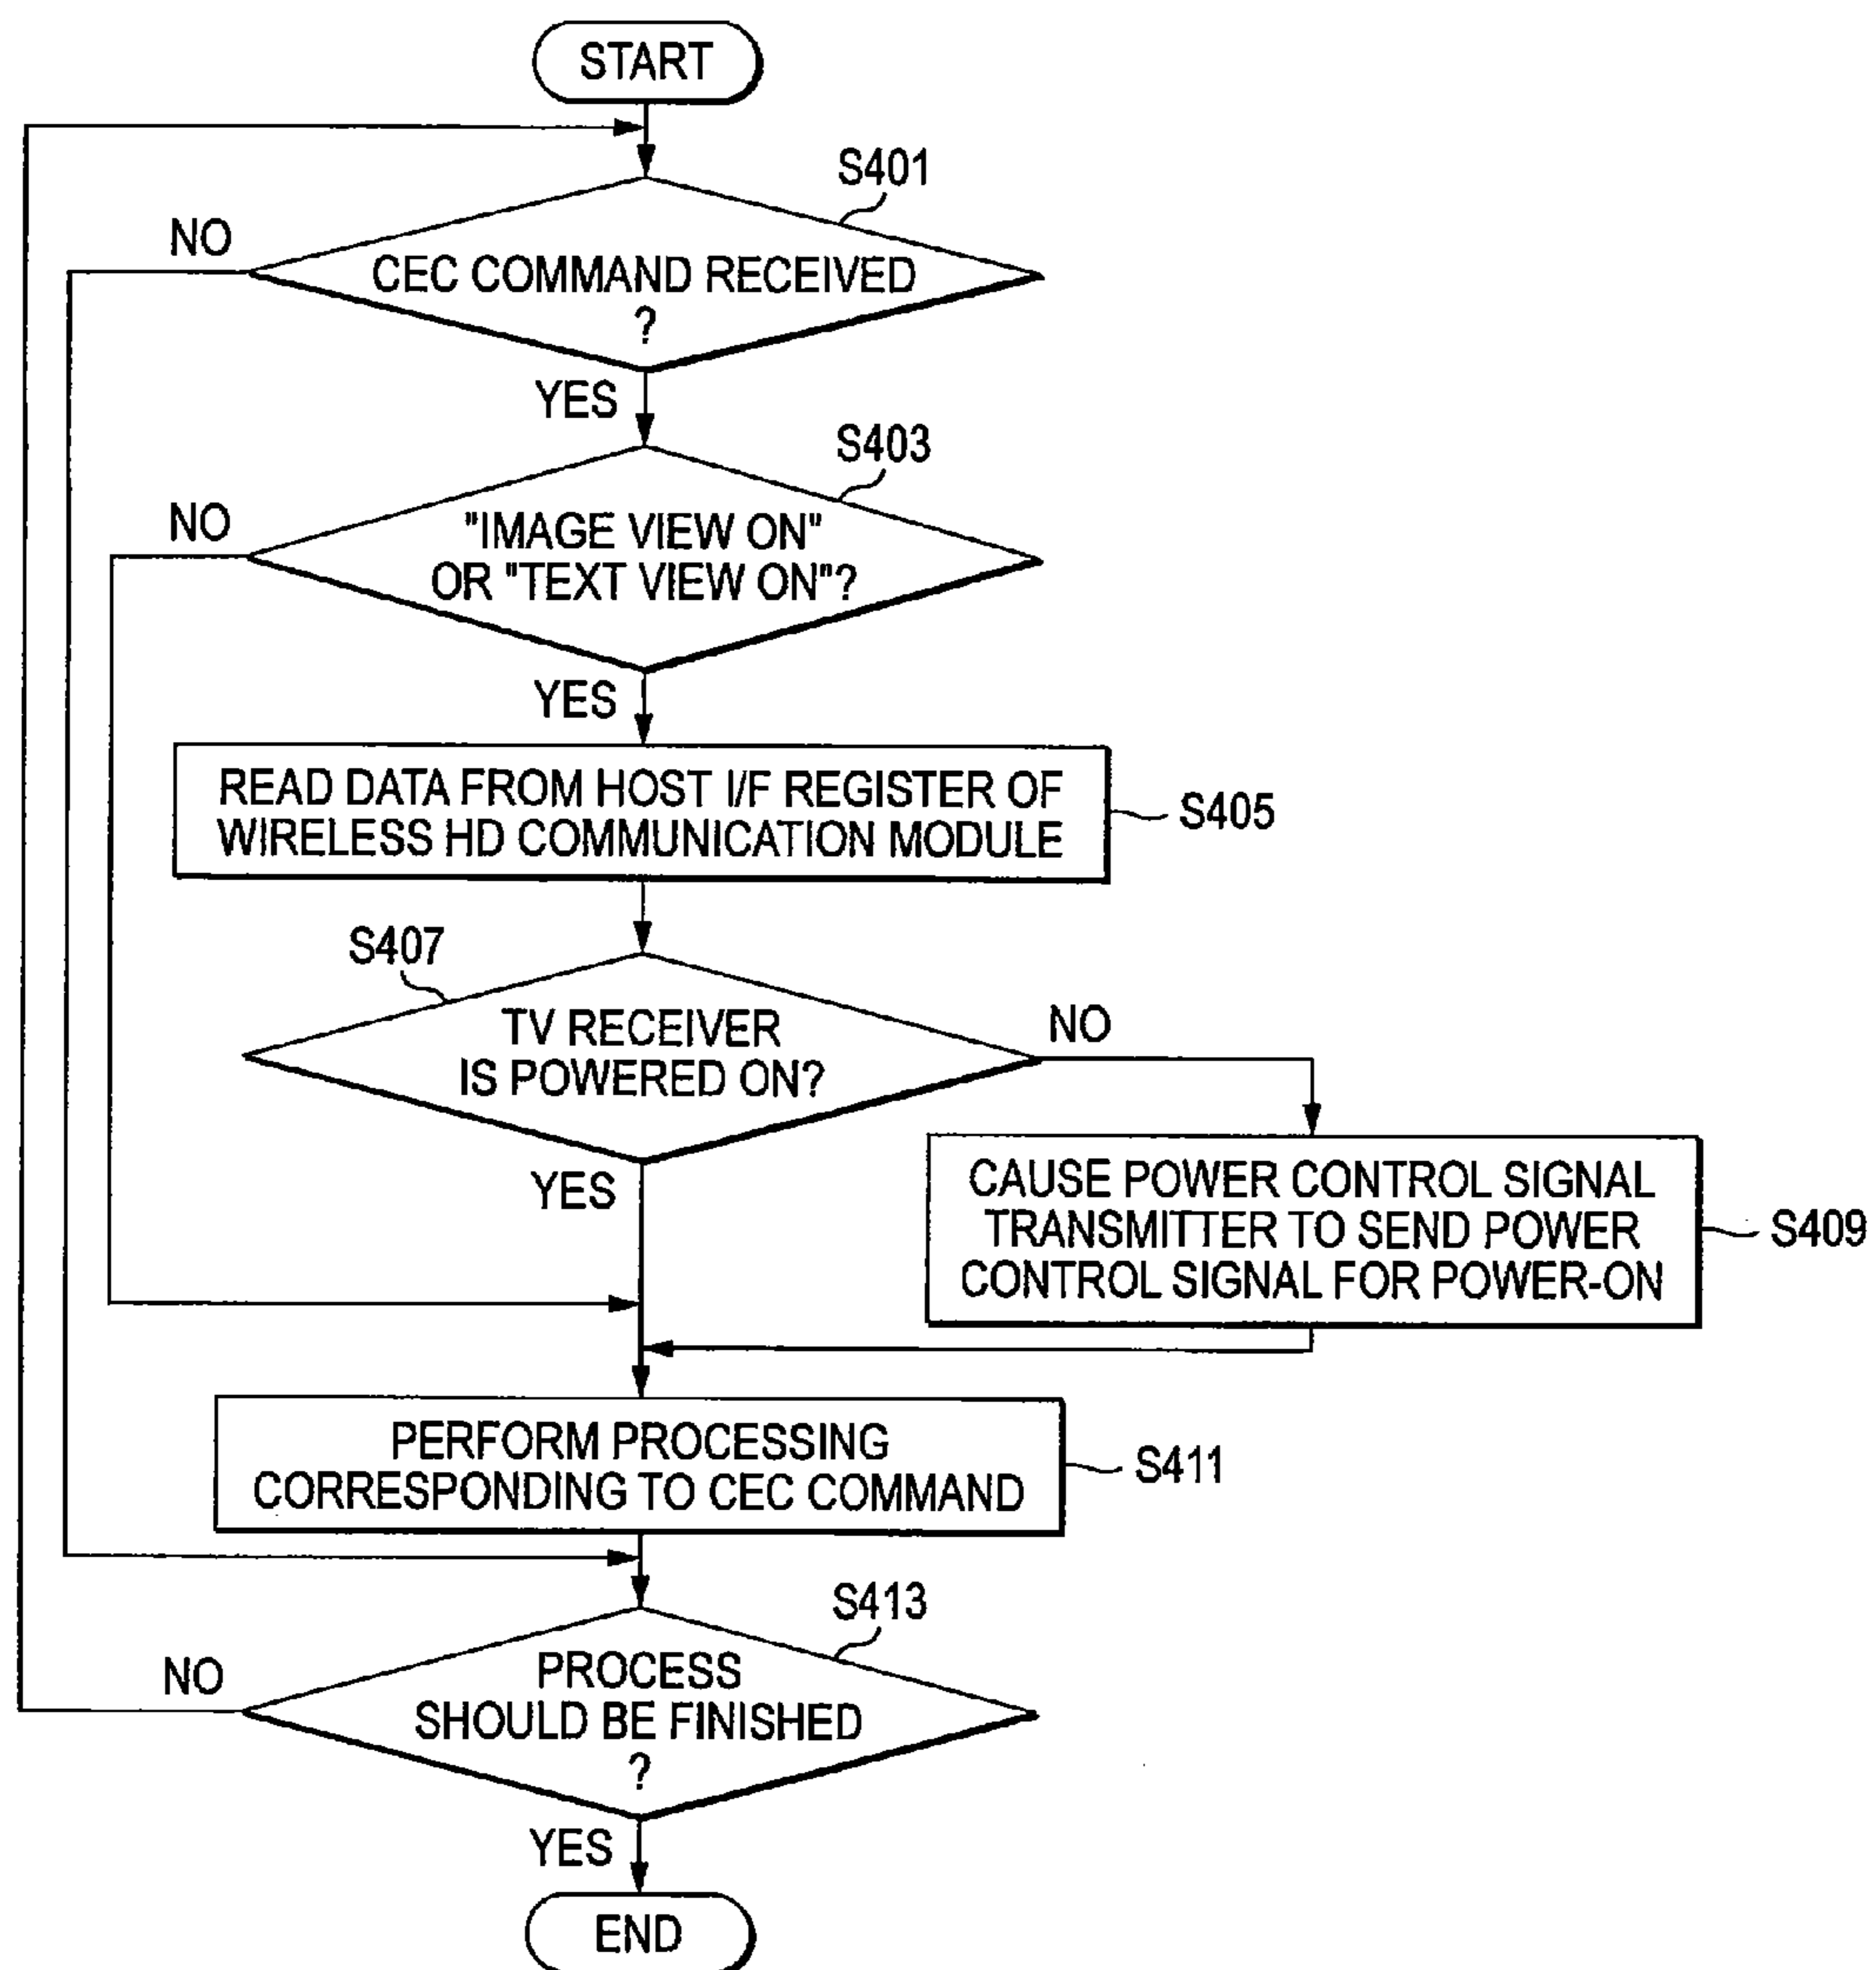 START
S401
NO
CEC COMMAND RECEIVED
?
YES
S403
NO
"IMAGE VIEW ON"
OR "TEXT VIEW ON"?
YES
READ DATA FROM HOST I/F REGISTER OF
WIRELESS HD COMMUNICATION MODULE
S405
S407
TV RECEIVER
IS POWERED ON?
NO
YES
CAUSE POWER CONTROL SIGNAL
TRANSMITTER TO SEND POWER
CONTROL SIGNAL FOR POWER-ON
S409
PERFORM PROCESSING
CORRESPONDING TO CEC COMMAND
S411
S413
NO
PROCESS
SHOULD BE FINISHED
?
YES
END